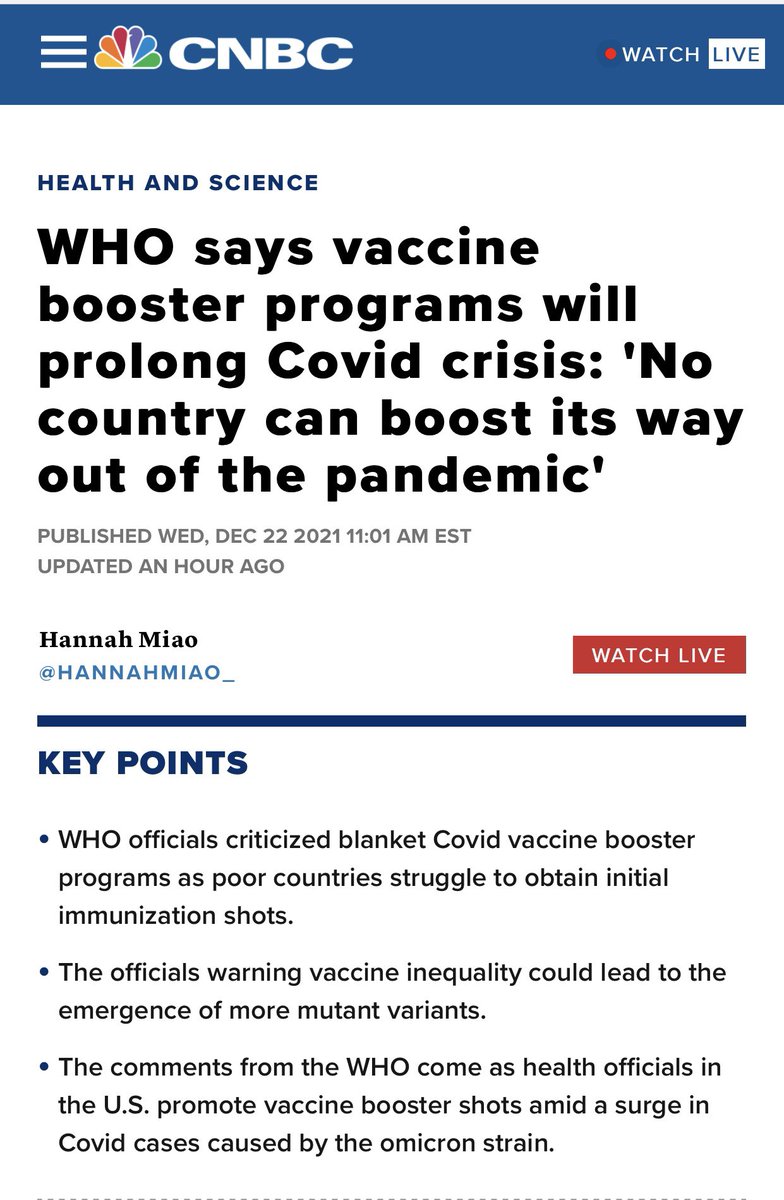 CNBC
WATCH LIVE
HEALTH AND SCIENCE
WHO says vaccine
booster programs will
prolong Covid crisis: 'No
country can boost its way
out of the pandemic'
PUBLISHED WED, DEC 22 2021 11:01 AM EST
UPDATED AN HOUR AGO
Hannah Miao
@HANNAHMIAO_
WATCH LIVE
KEY POINTS
• WHO officials criticized blanket Covid vaccine booster
programs as poor countries struggle to obtain initial
immunization shots.
• The officials warning vaccine inequality could lead to the
emergence of more mutant variants.
• The comments from the WHO come as health officials in
the U.S. promote vaccine booster shots amid a surge in
Covid cases caused by the omicron strain.